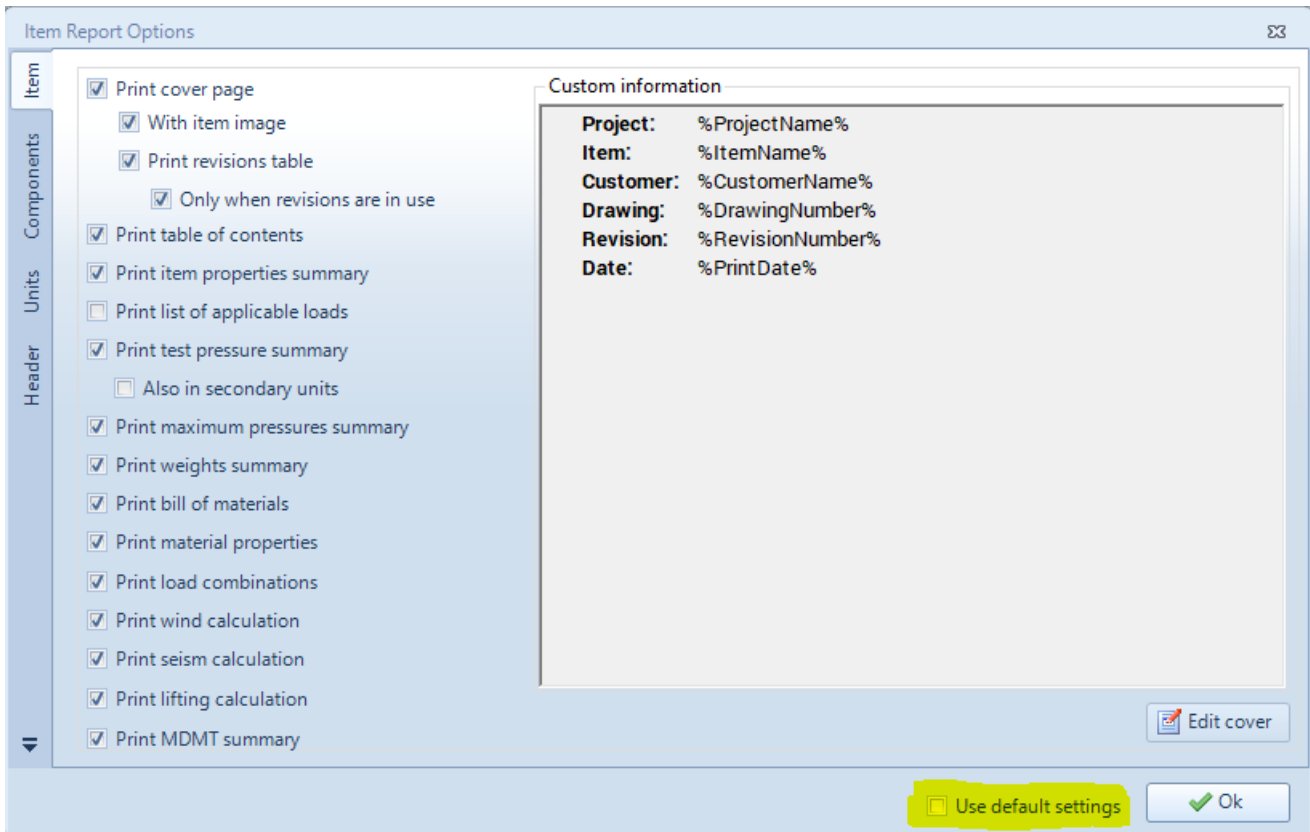 Item Report Options
Item
Components
Units
Header
Print cover page
With item image
Print revisions table
Only when revisions are in use
Print table of contents
Print item properties summary
Print list of applicable loads
Print test pressure summary
Also in secondary units
Print maximum pressures summary
Print weights summary
Print bill of materials
Print material properties
Print load combinations
Print wind calculation
Print seism calculation
Print lifting calculation
Print MDMT summary
Custom information
Project: %ProjectName%
Item: %ItemName%
Customer: %CustomerName%
Drawing: %DrawingNumber%
Revision: %RevisionNumber%
Date: %PrintDate%
Edit cover
Use default settings
Ok